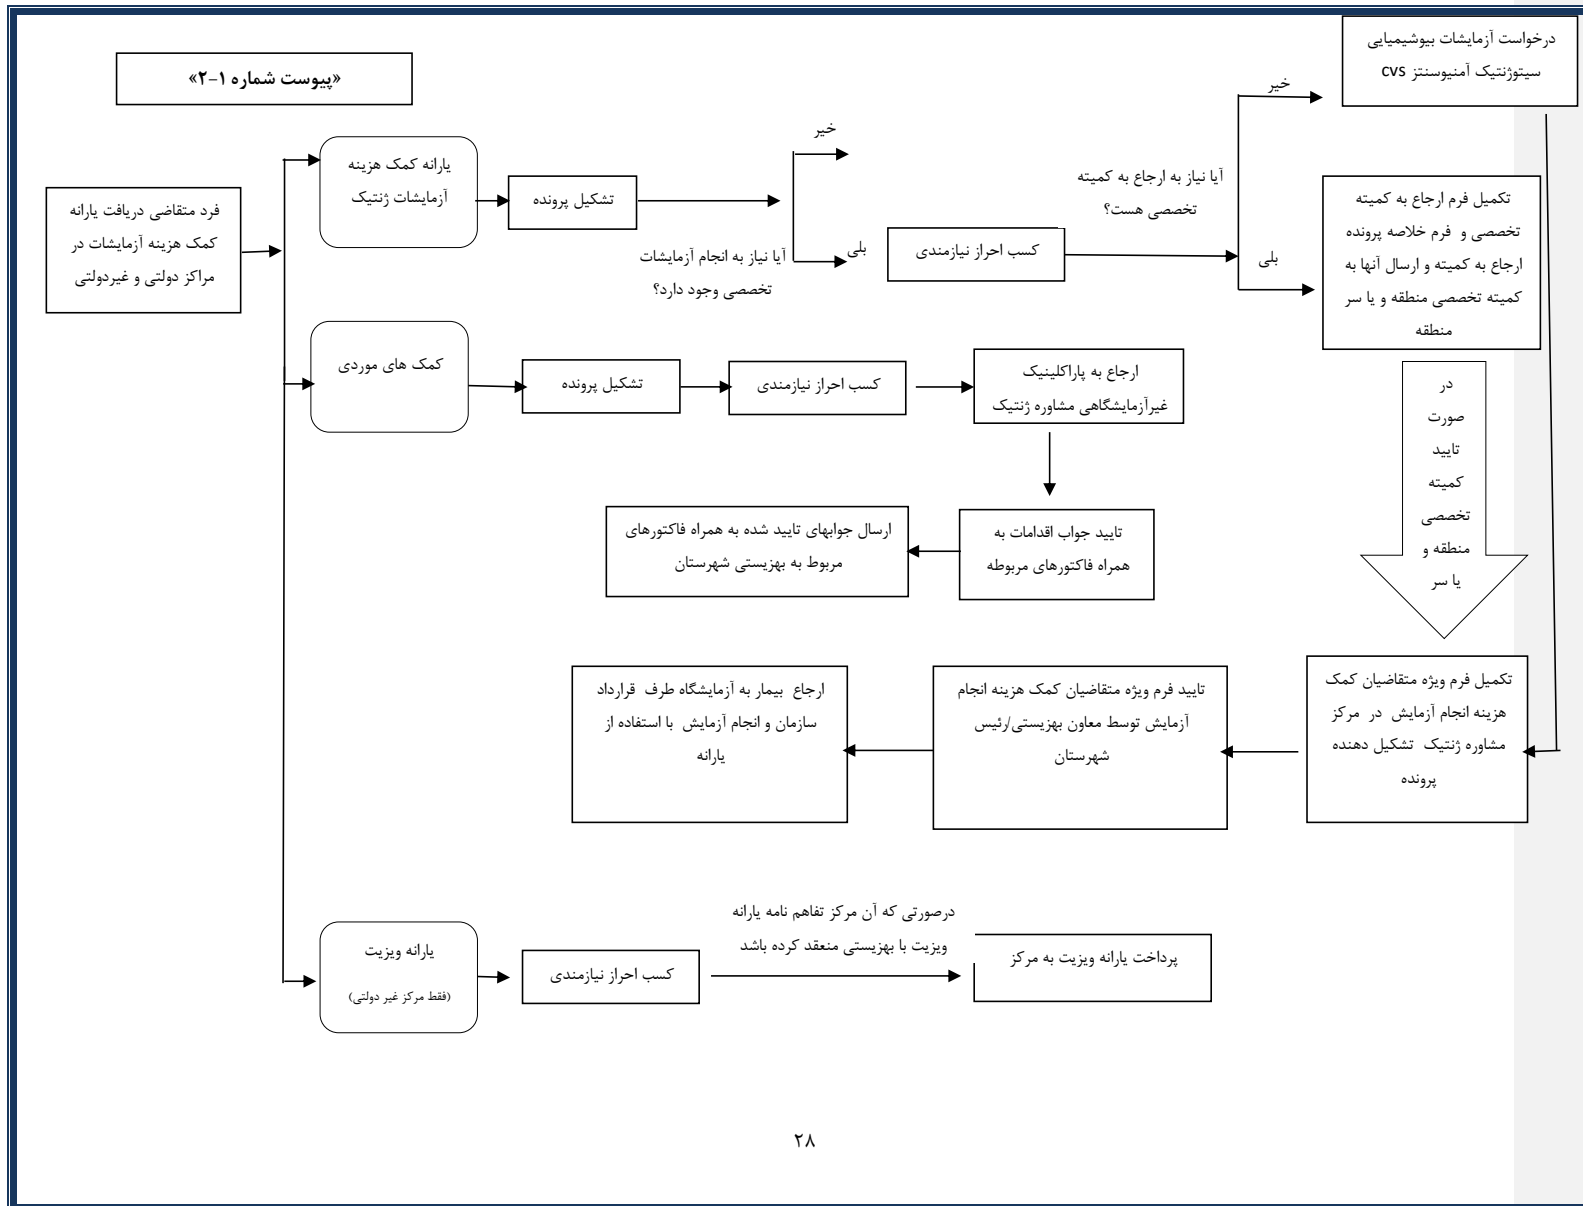 «پیوست شماره ۱-۲»
فرد متقاضی دریافت یارانه
کمک هزینه آزمایشات در
مراکز دولتی و غیردولتی
یارانه کمک هزینه
آزمایشات ژنتیک
تشکیل پرونده
آیا نیاز به انجام آزمایشات
تخصصی وجود دارد؟
خیر
بلی
کسب احراز نیازمندی
آیا نیاز به ارجاع به کمیته
تخصصی هست؟
خیر
بلی
درخواست آزمایشات بیوشیمیایی
سیتوژنتیک آمنیوسنتز cvs
تکمیل فرم ارجاع به کمیته
تخصصی و فرم خلاصه پرونده
ارجاع به کمیته و ارسال آنها به
کمیته تخصصی منطقه و یا سر
منطقه
در
صورت
تایید
کمیته
تخصصی
منطقه و
یا سر
تکمیل فرم ویژه متقاضیان کمک
هزینه انجام آزمایش در مرکز
مشاوره ژنتیک تشکیل دهنده
پرونده
تایید فرم ویژه متقاضیان کمک هزینه انجام
آزمایش توسط معاون بهزیستی/رئیس
شهرستان
ارجاع بیمار به آزمایشگاه طرف قرارداد
سازمان و انجام آزمایش با استفاده از
یارانه
کمک های موردی
تشکیل پرونده
کسب احراز نیازمندی
ارجاع به پاراکلینیک
غیرآزمایشگاهی مشاوره ژنتیک
تایید جواب اقدامات به
همراه فاکتورهای مربوطه
ارسال جوابهای تایید شده به همراه فاکتورهای
مربوط به بهزیستی شهرستان
یارانه ویزیت
(فقط مرکز غیر دولتی)
کسب احراز نیازمندی
درصورتی که آن مرکز تفاهم نامه یارانه
ویزیت با بهزیستی منعقد کرده باشد
پرداخت یارانه ویزیت به مرکز
۲۸